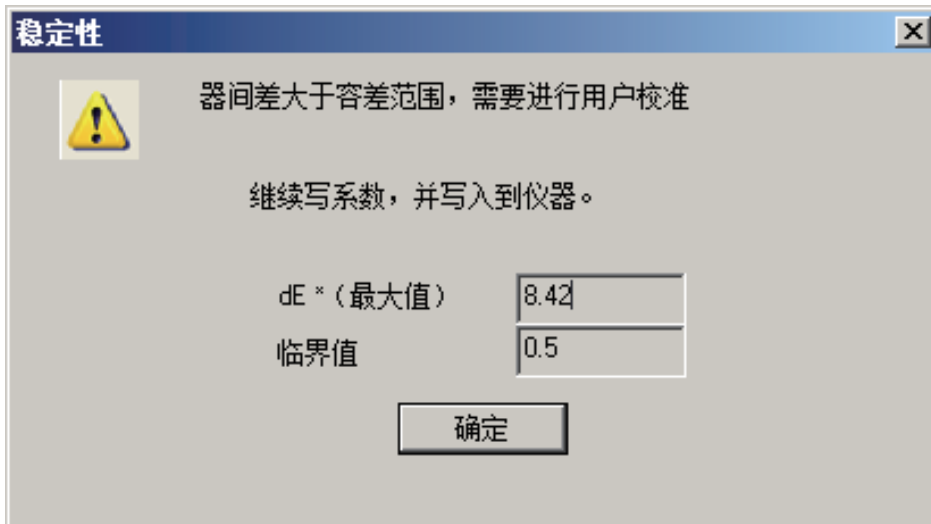 稳定性
器间差大于容差范围，需要进行用户校准
继续写系数，并写入到仪器。
dE *（最大值） 8.42
临界值 0.5
确定